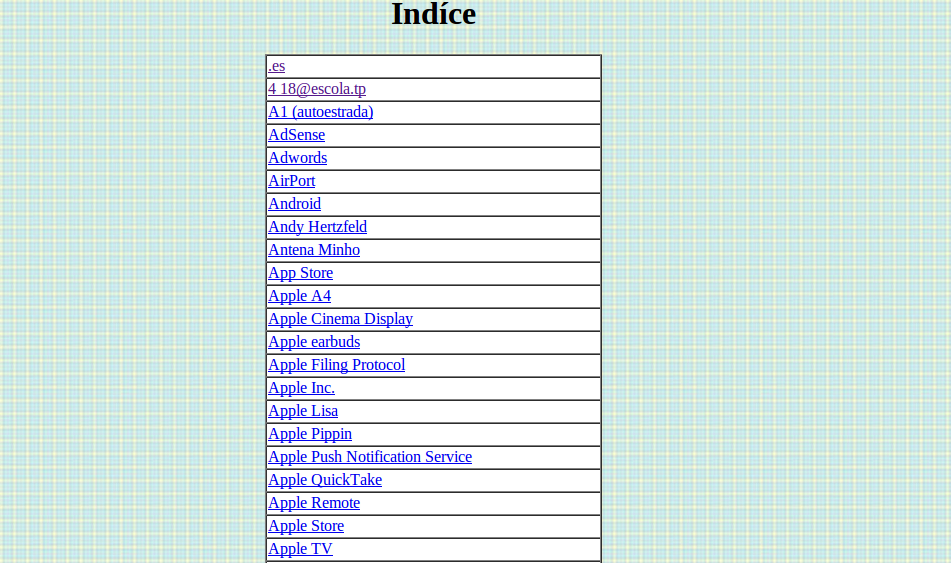 Indíce
.es
4 18@escola.tp
A1 (autoestrada)
AdSense
Adwords
AirPort
Android
Andy Hertzfeld
Antena Minho
App Store
Apple A4
Apple Cinema Display
Apple earbuds
Apple Filing Protocol
Apple Inc.
Apple Lisa
Apple Pippin
Apple Push Notification Service
Apple QuickTake
Apple Remote
Apple Store
Apple TV